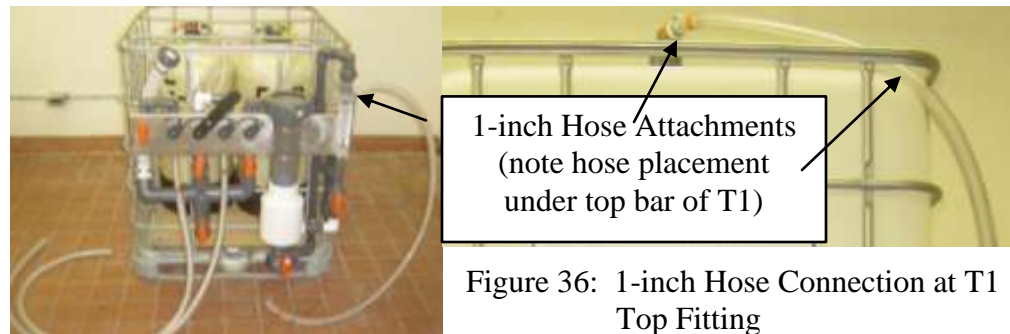 1-inch Hose Attachments
(note hose placement
under top bar of T1)
Figure 36:  1-inch Hose Connection at T1
Top Fitting